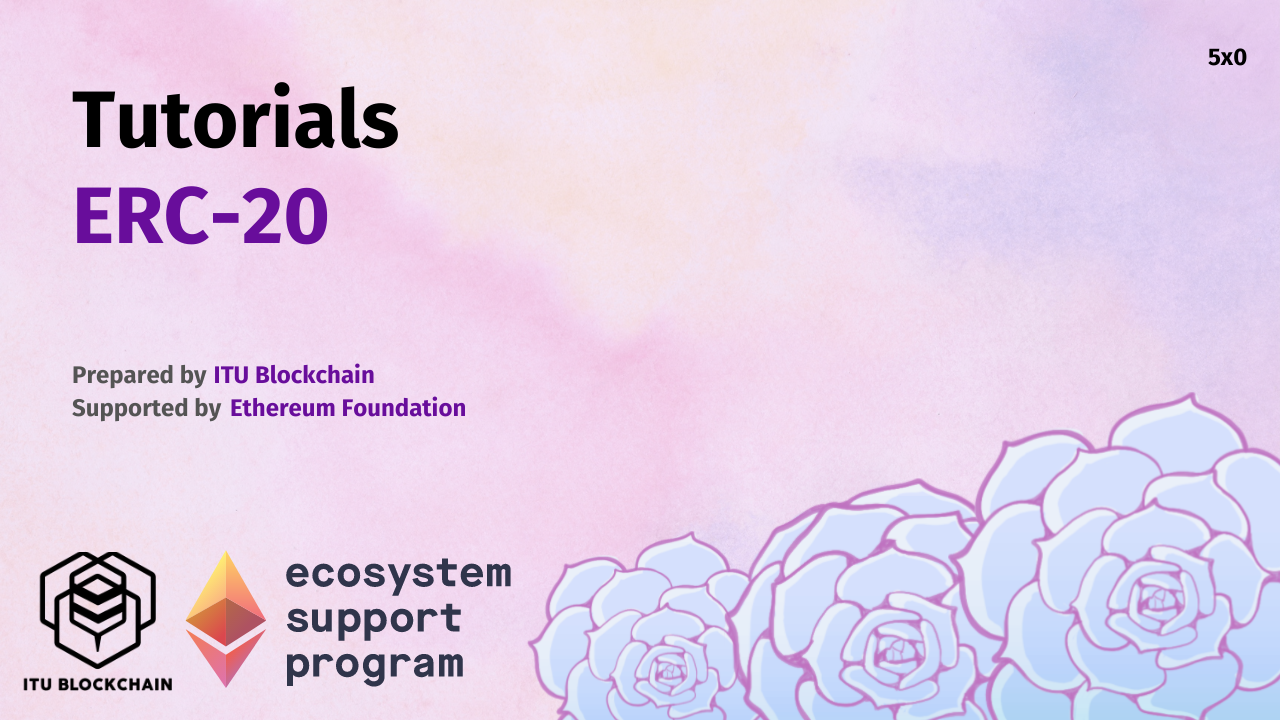 5x0
Tutorials
ERC-20
Prepared by ITU Blockchain
Supported by Ethereum Foundation
ITU BLOCKCHAIN
ecosystem
support
program